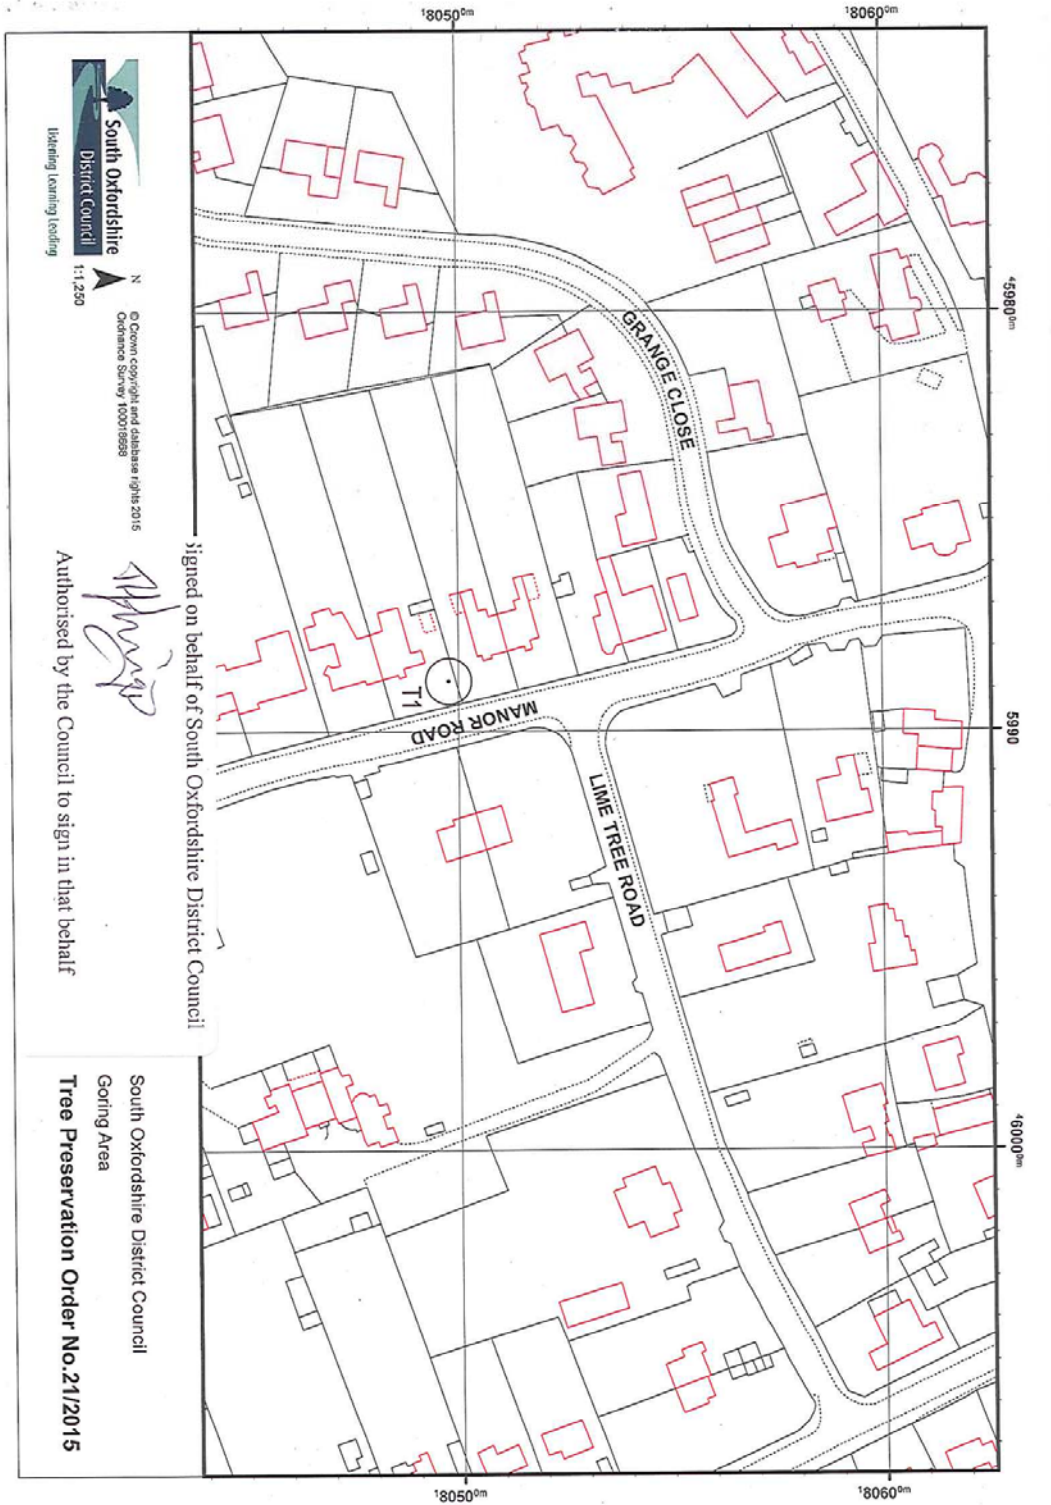 ¹8050⁰ᵐ
¹8060⁰ᵐ
⁴5980⁰ᵐ
5990
⁴6000⁰ᵐ
¹8050⁰ᵐ
¹8060⁰ᵐ
GRANGE CLOSE
MANOR ROAD
LIME TREE ROAD
T1
South Oxfordshire
District Council
Listening Learning Leading
N
1:1,250
© Crown copyright and database rights 2015
Ordnance Survey 100018668
Signed on behalf of South Oxfordshire District Council
Authorised by the Council to sign in that behalf
South Oxfordshire District Council
Goring Area
Tree Preservation Order No.21/2015